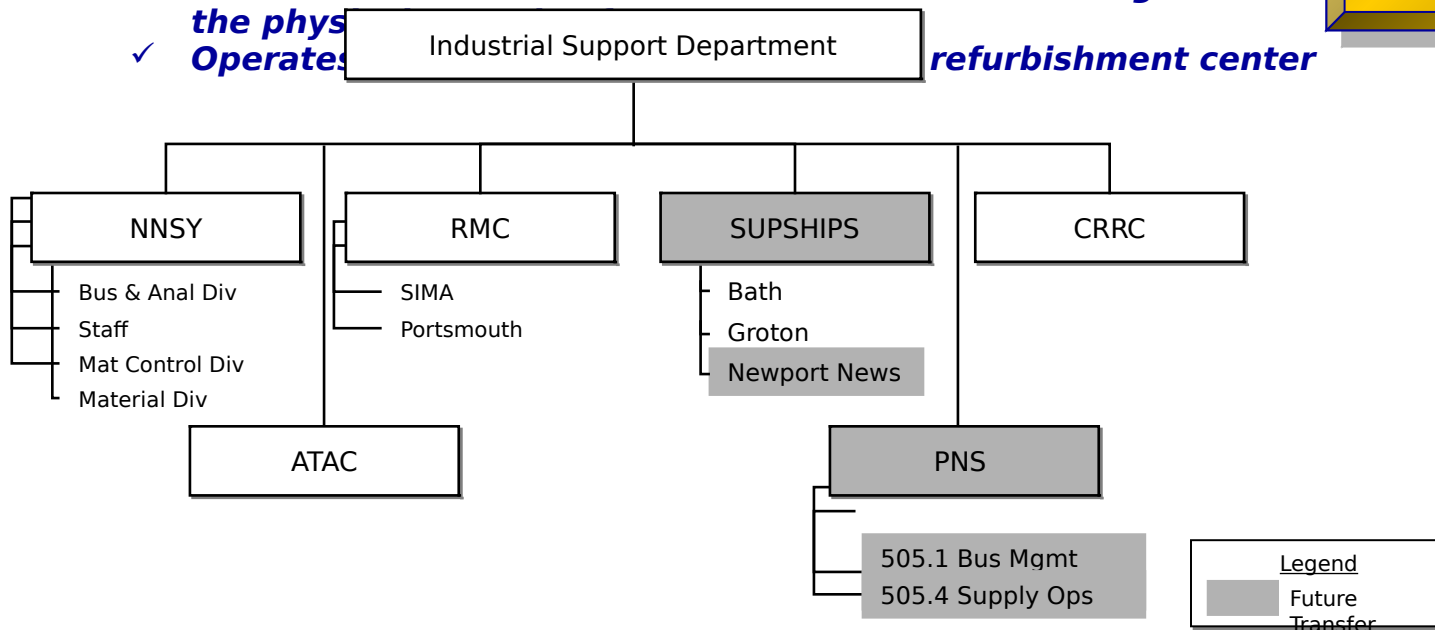 the phys
Operates refurbishment center
Industrial Support Department
NNSY
RMC
SUPSHIPS
CRRC
Bus & Anal Div
Staff
Mat Control Div
Material Div
SIMA
Portsmouth
Bath
Groton
Newport News
ATAC
PNS
505.1 Bus Mgmt
505.4 Supply Ops
Legend
Future
Transfer